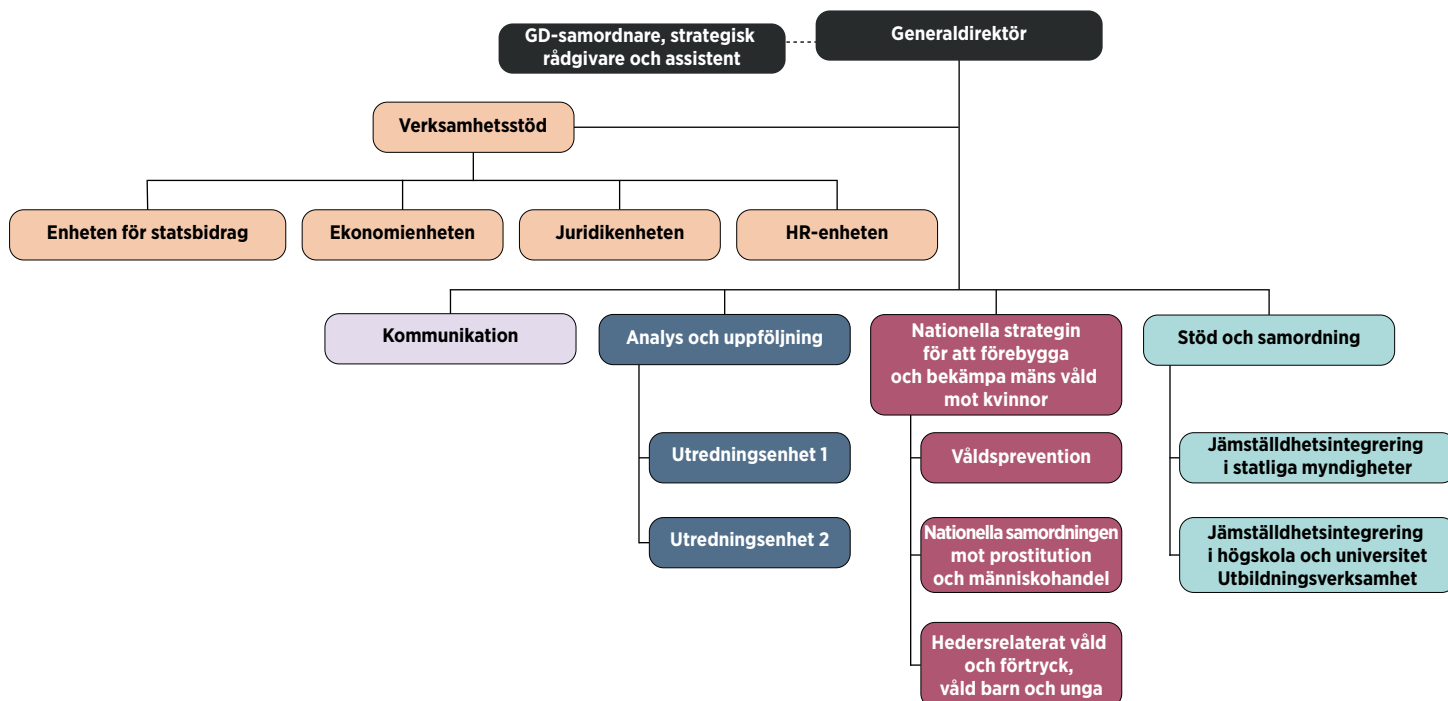 GD-samordnare, strategisk
rådgivare och assistent
Generaldirektör
Verksamhetsstöd
Enheten för statsbidrag
Ekonomienheten
Juridikenheten
HR-enheten
Kommunikation
Analys och uppföljning
Nationella strategin
för att förebygga
och bekämpa mäns våld
mot kvinnor
Stöd och samordning
Utredningsenhet 1
Utredningsenhet 2
Våldsprevention
Nationella samordningen
mot prostitution
och människohandel
Hedersrelaterat våld
och förtryck,
våld barn och unga
Jämställdhetsintegrering
i statliga myndigheter
Jämställdhetsintegrering
i högskola och universitet
Utbildningsverksamhet